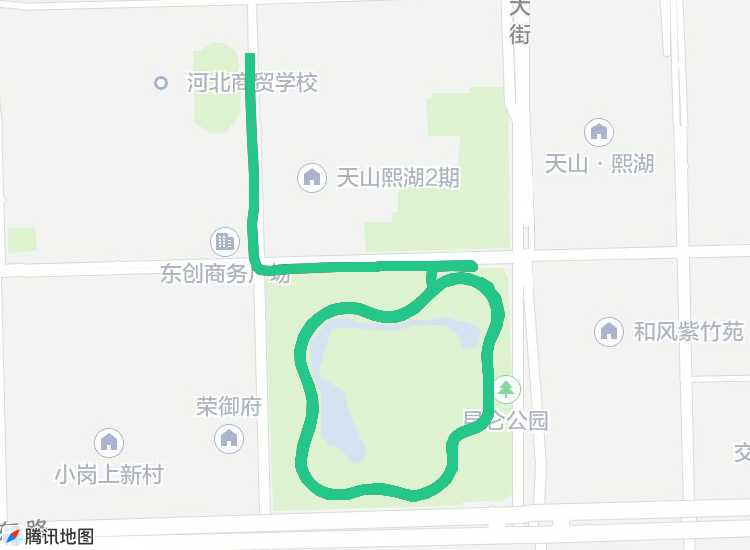 大
街
河北商贸学校
天山·熙湖
天山熙湖2期
东创商务广场
和风紫竹苑
荣御府
昆仑公园
小岗上新村
交
路
腾讯地图